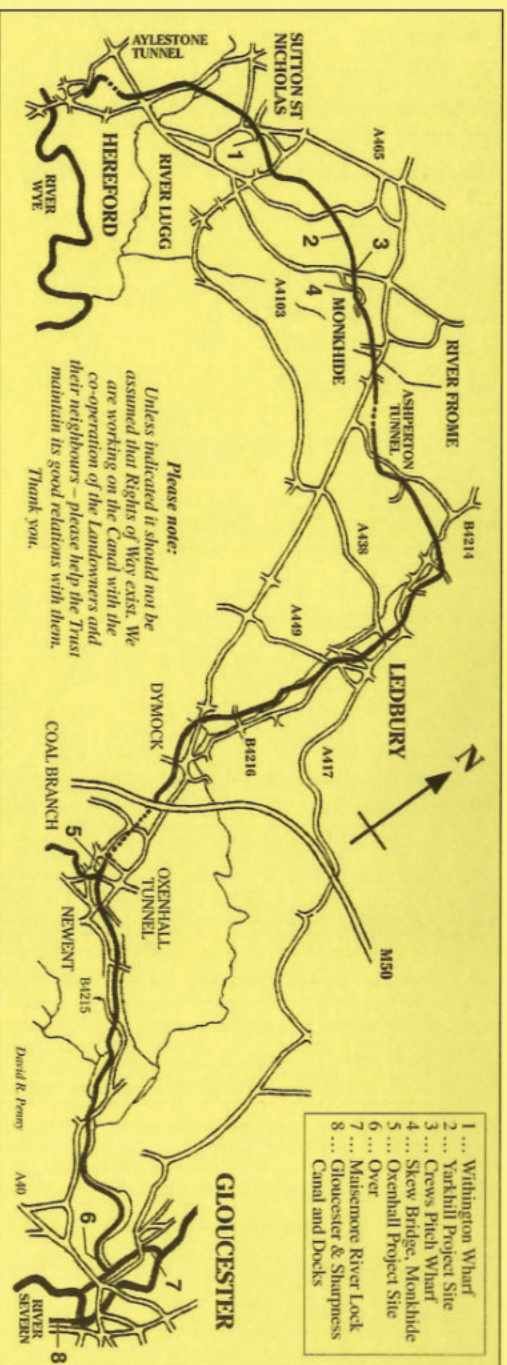 AYLESTONE
TUNNEL
SUTTON ST
NICHOLAS
HEREFORD
RIVER
WYE
RIVER LUGG
1
A465
2
3
4
MONKHIDE
A4103
RIVER FROME
ASHPERTON
TUNNEL
B4214
A438
A449
LEDBURY
A417
N
B4216
DYMOCK
M50
COAL BRANCH
5
OXENHALL
TUNNEL
NEWENT
B4215
David R. Penny
A40
6
GLOUCESTER
7
RIVER
SEVERN
8
Please note:
Unless indicated it should not be
assumed that Rights of Way exist. We
are working on the Canal with the
co-operation of the Landowners and
their neighbours – please help the Trust
maintain its good relations with them.
Thank you.
1 ... Withington Wharf
2 ... Yarkhill Project Site
3 ... Crews Pitch Wharf
4 ... Skew Bridge, Monkhide
5 ... Oxenhall Project Site
6 ... Over
7 ... Maisemore River Lock
8 ... Gloucester & Sharpness
Canal and Docks